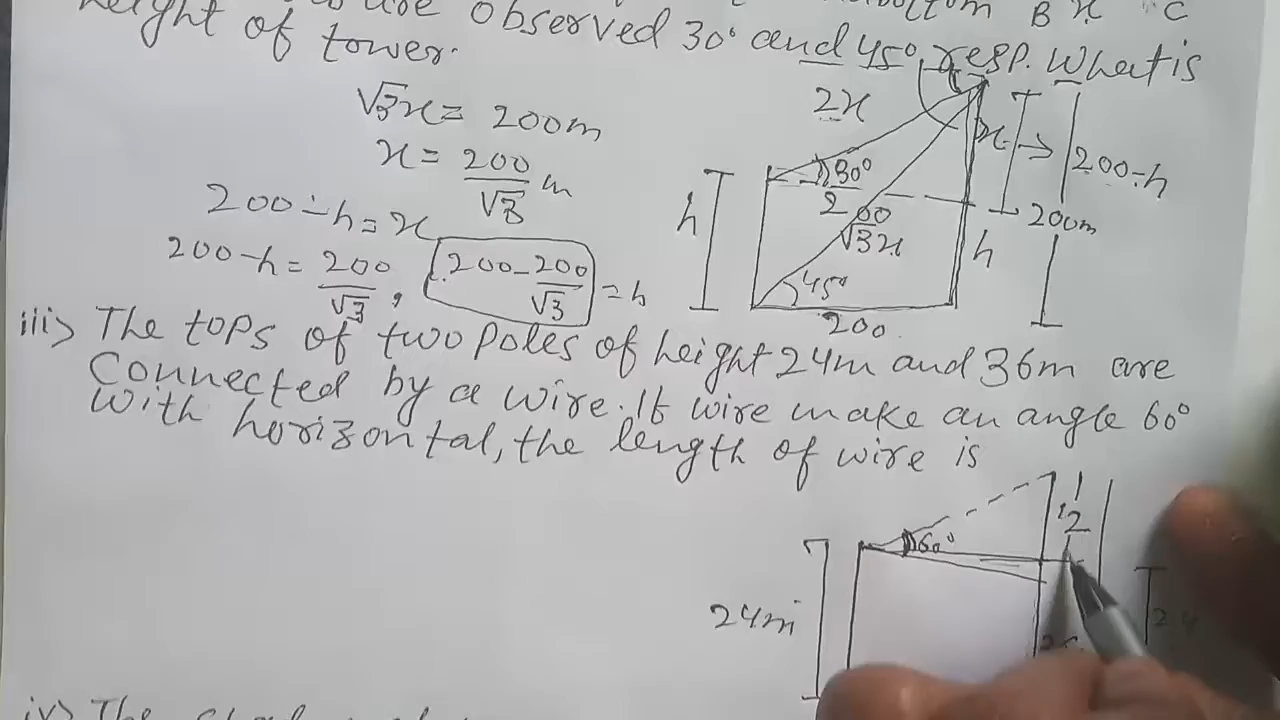 bottom B x C
height of tower. observed 30° and 45° resp. What is
√3x = 200m
x = 200/√3 m
200 - h = x
200 - h = 200/√3 , 200 - 200/√3 = h
2x
30°
200
√3x
45°
200
h
x → 200-h
200m
h
iii> The tops of two poles of height 24m and 36m are
Connected by a wire. If wire make an angle 60°
With horizontal, the length of wire is
60°
12
24m
24
iv> The